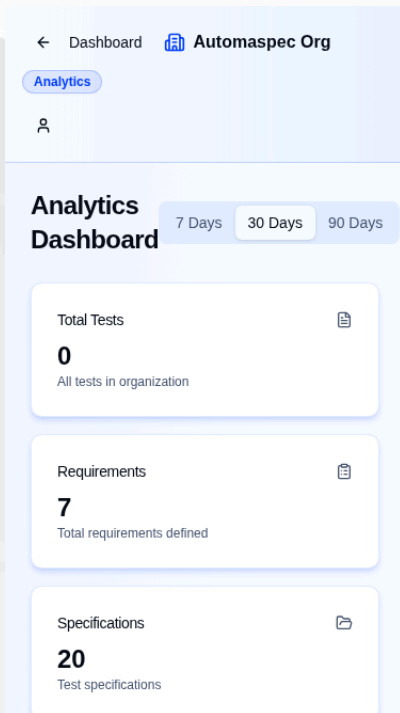 Dashboard Automaspec Org
Analytics
Analytics
Dashboard
7 Days 30 Days 90 Days
Total Tests
0
All tests in organization
Requirements
7
Total requirements defined
Specifications
20
Test specifications